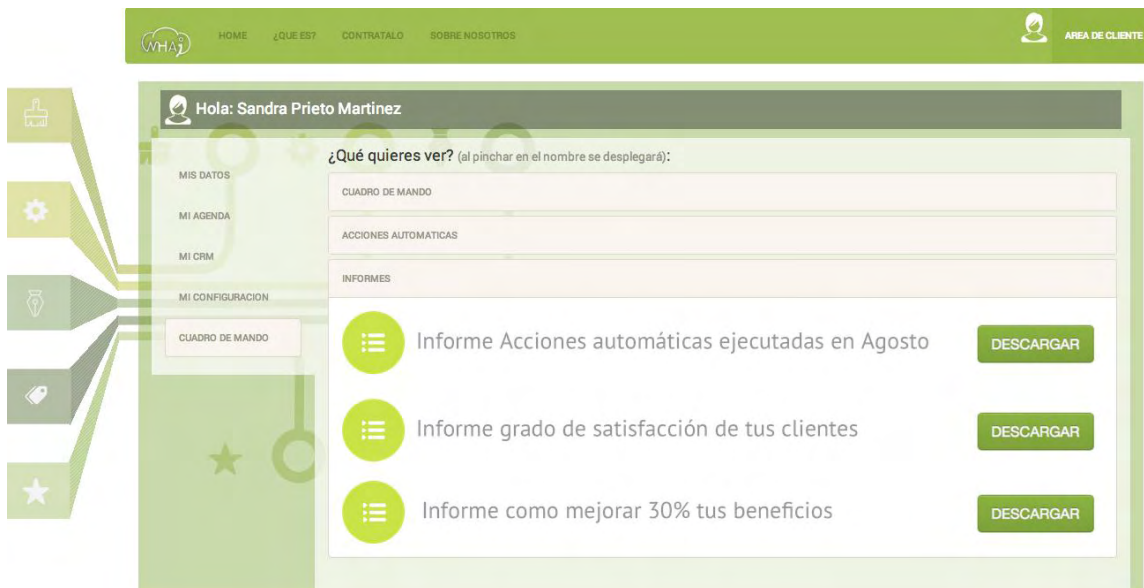 WHAi
HOME ¿QUE ES? CONTRATALO SOBRE NOSOTROS
AREA DE CLIENTE
Hola: Sandra Prieto Martinez
MIS DATOS
MI AGENDA
MI CRM
MI CONFIGURACION
CUADRO DE MANDO
¿Qué quieres ver? (al pinchar en el nombre se desplegará):
CUADRO DE MANDO
ACCIONES AUTOMATICAS
INFORMES
Informe Acciones automáticas ejecutadas en Agosto
DESCARGAR
Informe grado de satisfacción de tus clientes
DESCARGAR
Informe como mejorar 30% tus beneficios
DESCARGAR